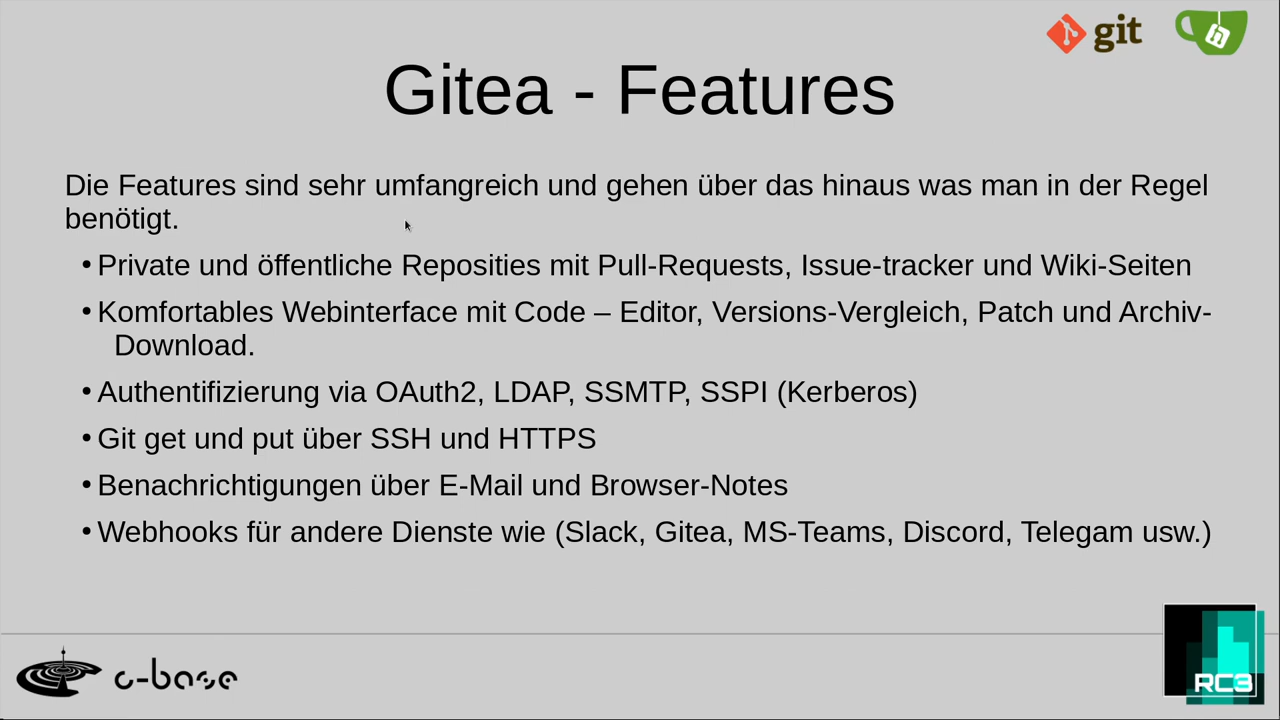 git
Gitea - Features
Die Features sind sehr umfangreich und gehen über das hinaus was man in der Regel
benötigt.
•Private und öffentliche Reposities mit Pull-Requests, Issue-tracker und Wiki-Seiten
•Komfortables Webinterface mit Code – Editor, Versions-Vergleich, Patch und Archiv-
Download.
•Authentifizierung via OAuth2, LDAP, SSMTP, SSPI (Kerberos)
•Git get und put über SSH und HTTPS
•Benachrichtigungen über E-Mail und Browser-Notes
•Webhooks für andere Dienste wie (Slack, Gitea, MS-Teams, Discord, Telegam usw.)
c-base
RC3